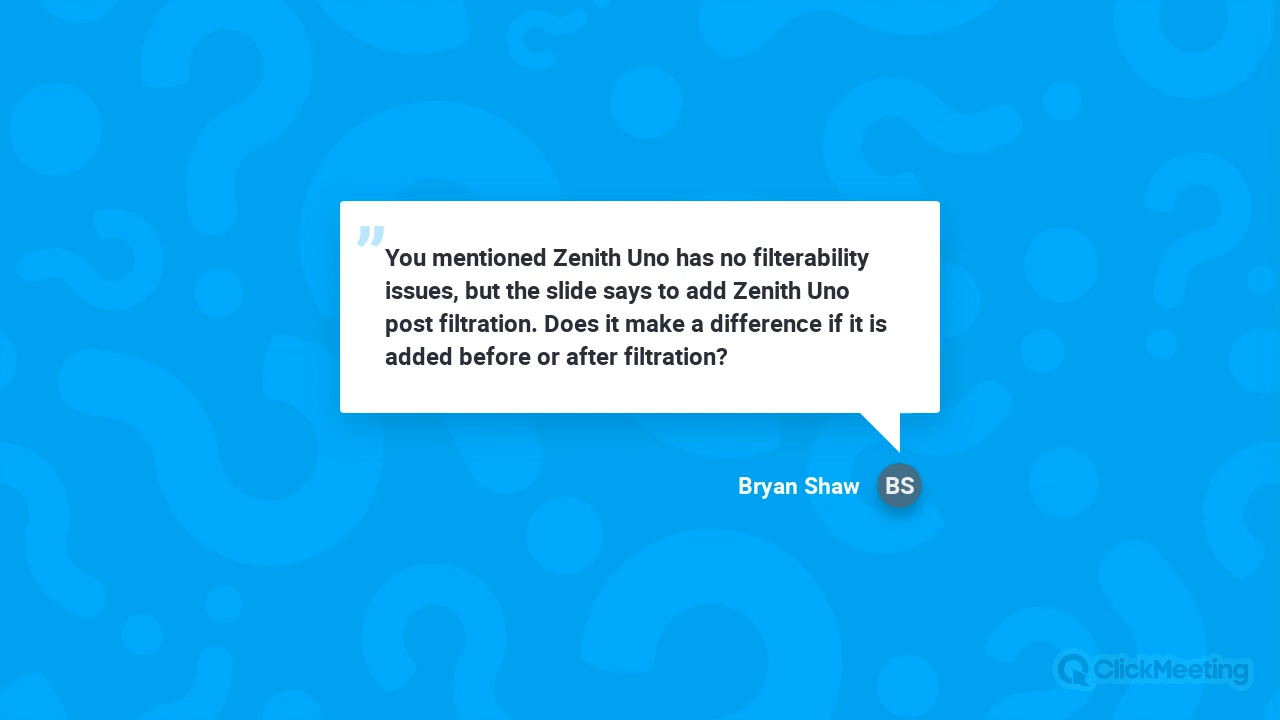 You mentioned Zenith Uno has no filterability
issues, but the slide says to add Zenith Uno
post filtration. Does it make a difference if it is
added before or after filtration?
Bryan Shaw BS
ClickMeeting